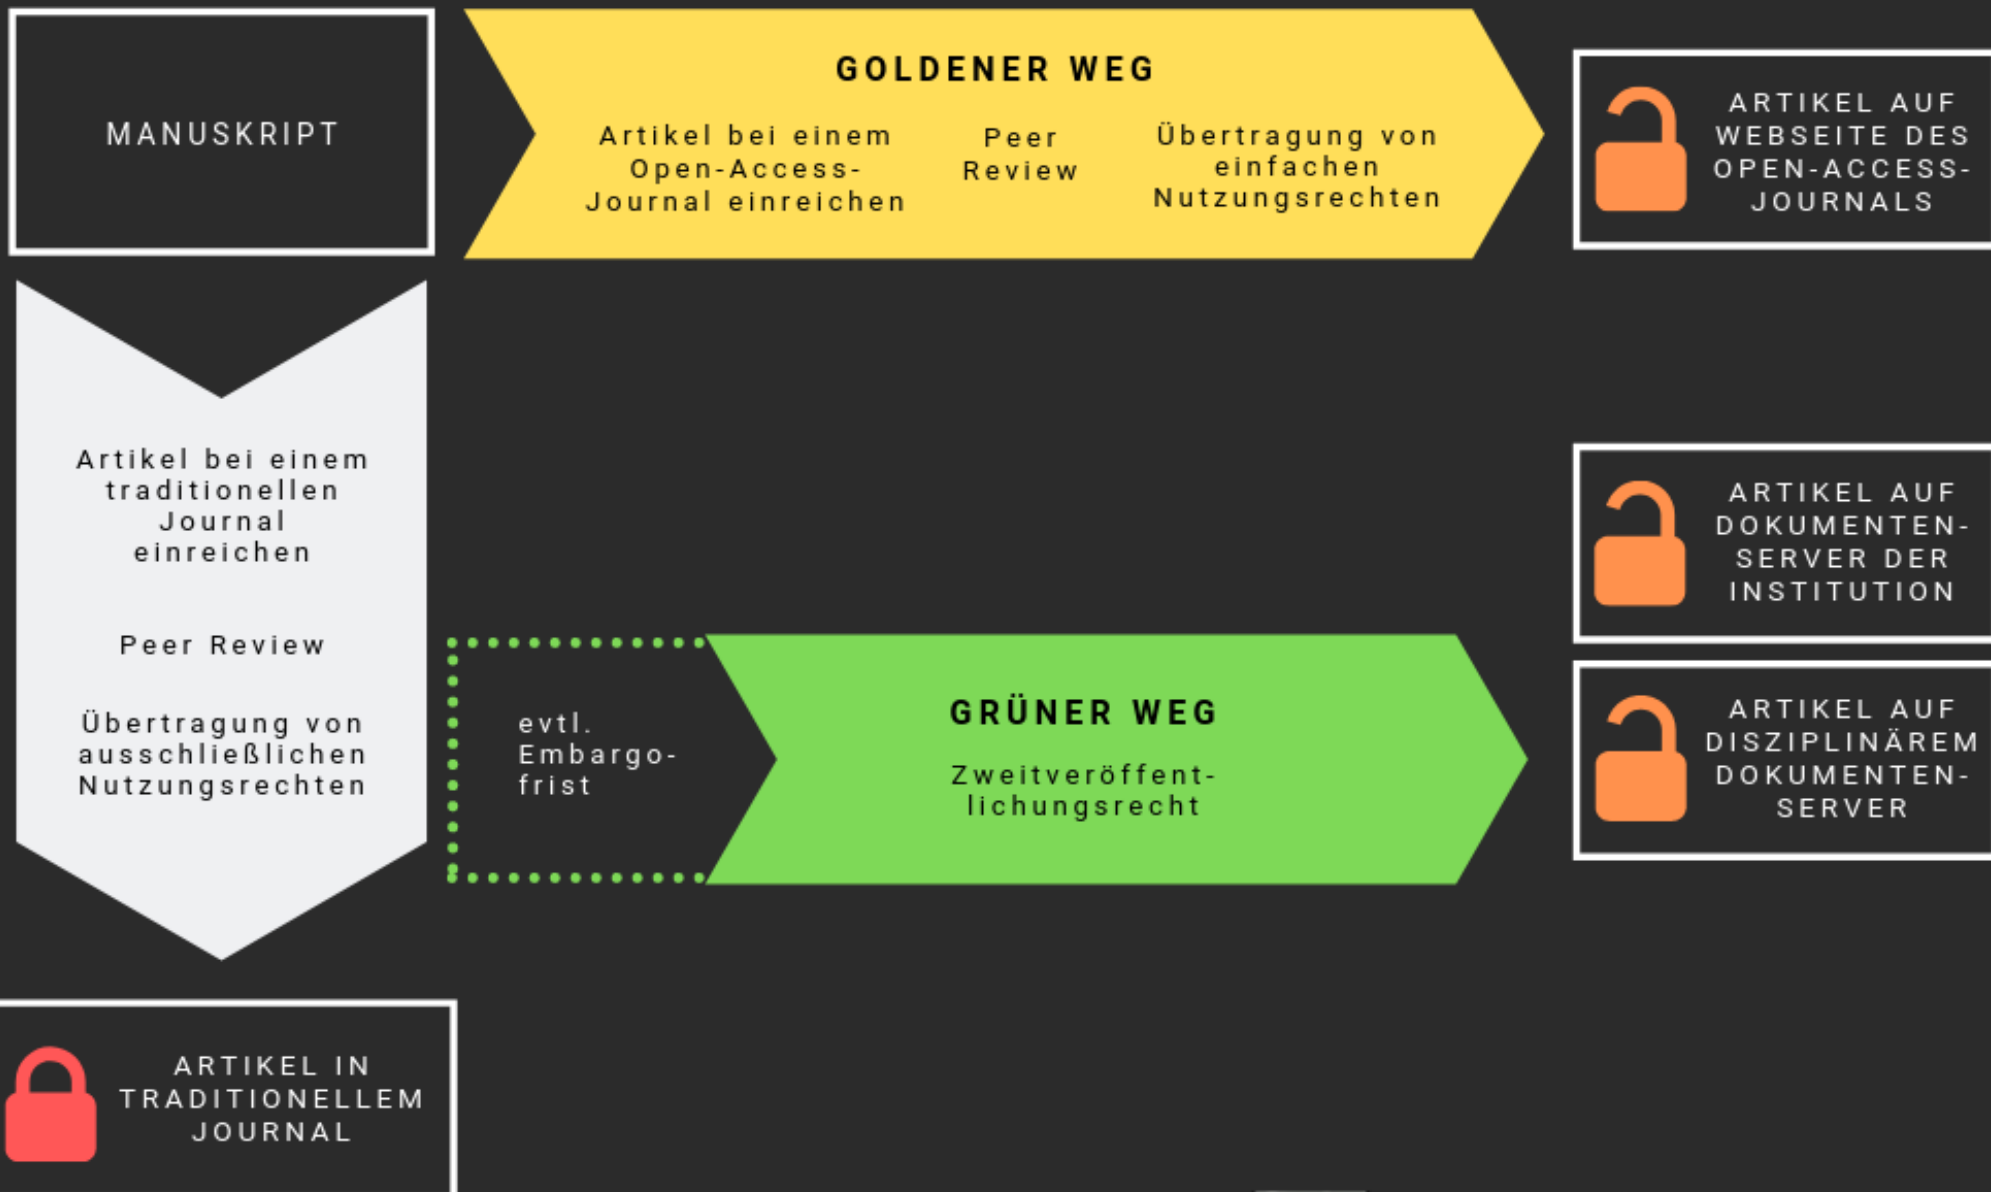 MANUSKRIPT
GOLDENER WEG
Artikel bei einem
Open-Access-
Journal einreichen
Peer
Review
Übertragung von
einfachen
Nutzungsrechten
ARTIKEL AUF
WEBSEITE DES
OPEN-ACCESS-
JOURNALS
Artikel bei einem
traditionellen
Journal
einreichen
Peer Review
Übertragung von
ausschließlichen
Nutzungsrechten
evtl.
Embargo-
frist
GRÜNER WEG
Zweitveröffent-
lichungsrecht
ARTIKEL AUF
DOKUMENTEN-
SERVER DER
INSTITUTION
ARTIKEL AUF
DISZIPLINÄREM
DOKUMENTEN-
SERVER
ARTIKEL IN
TRADITIONELLEM
JOURNAL